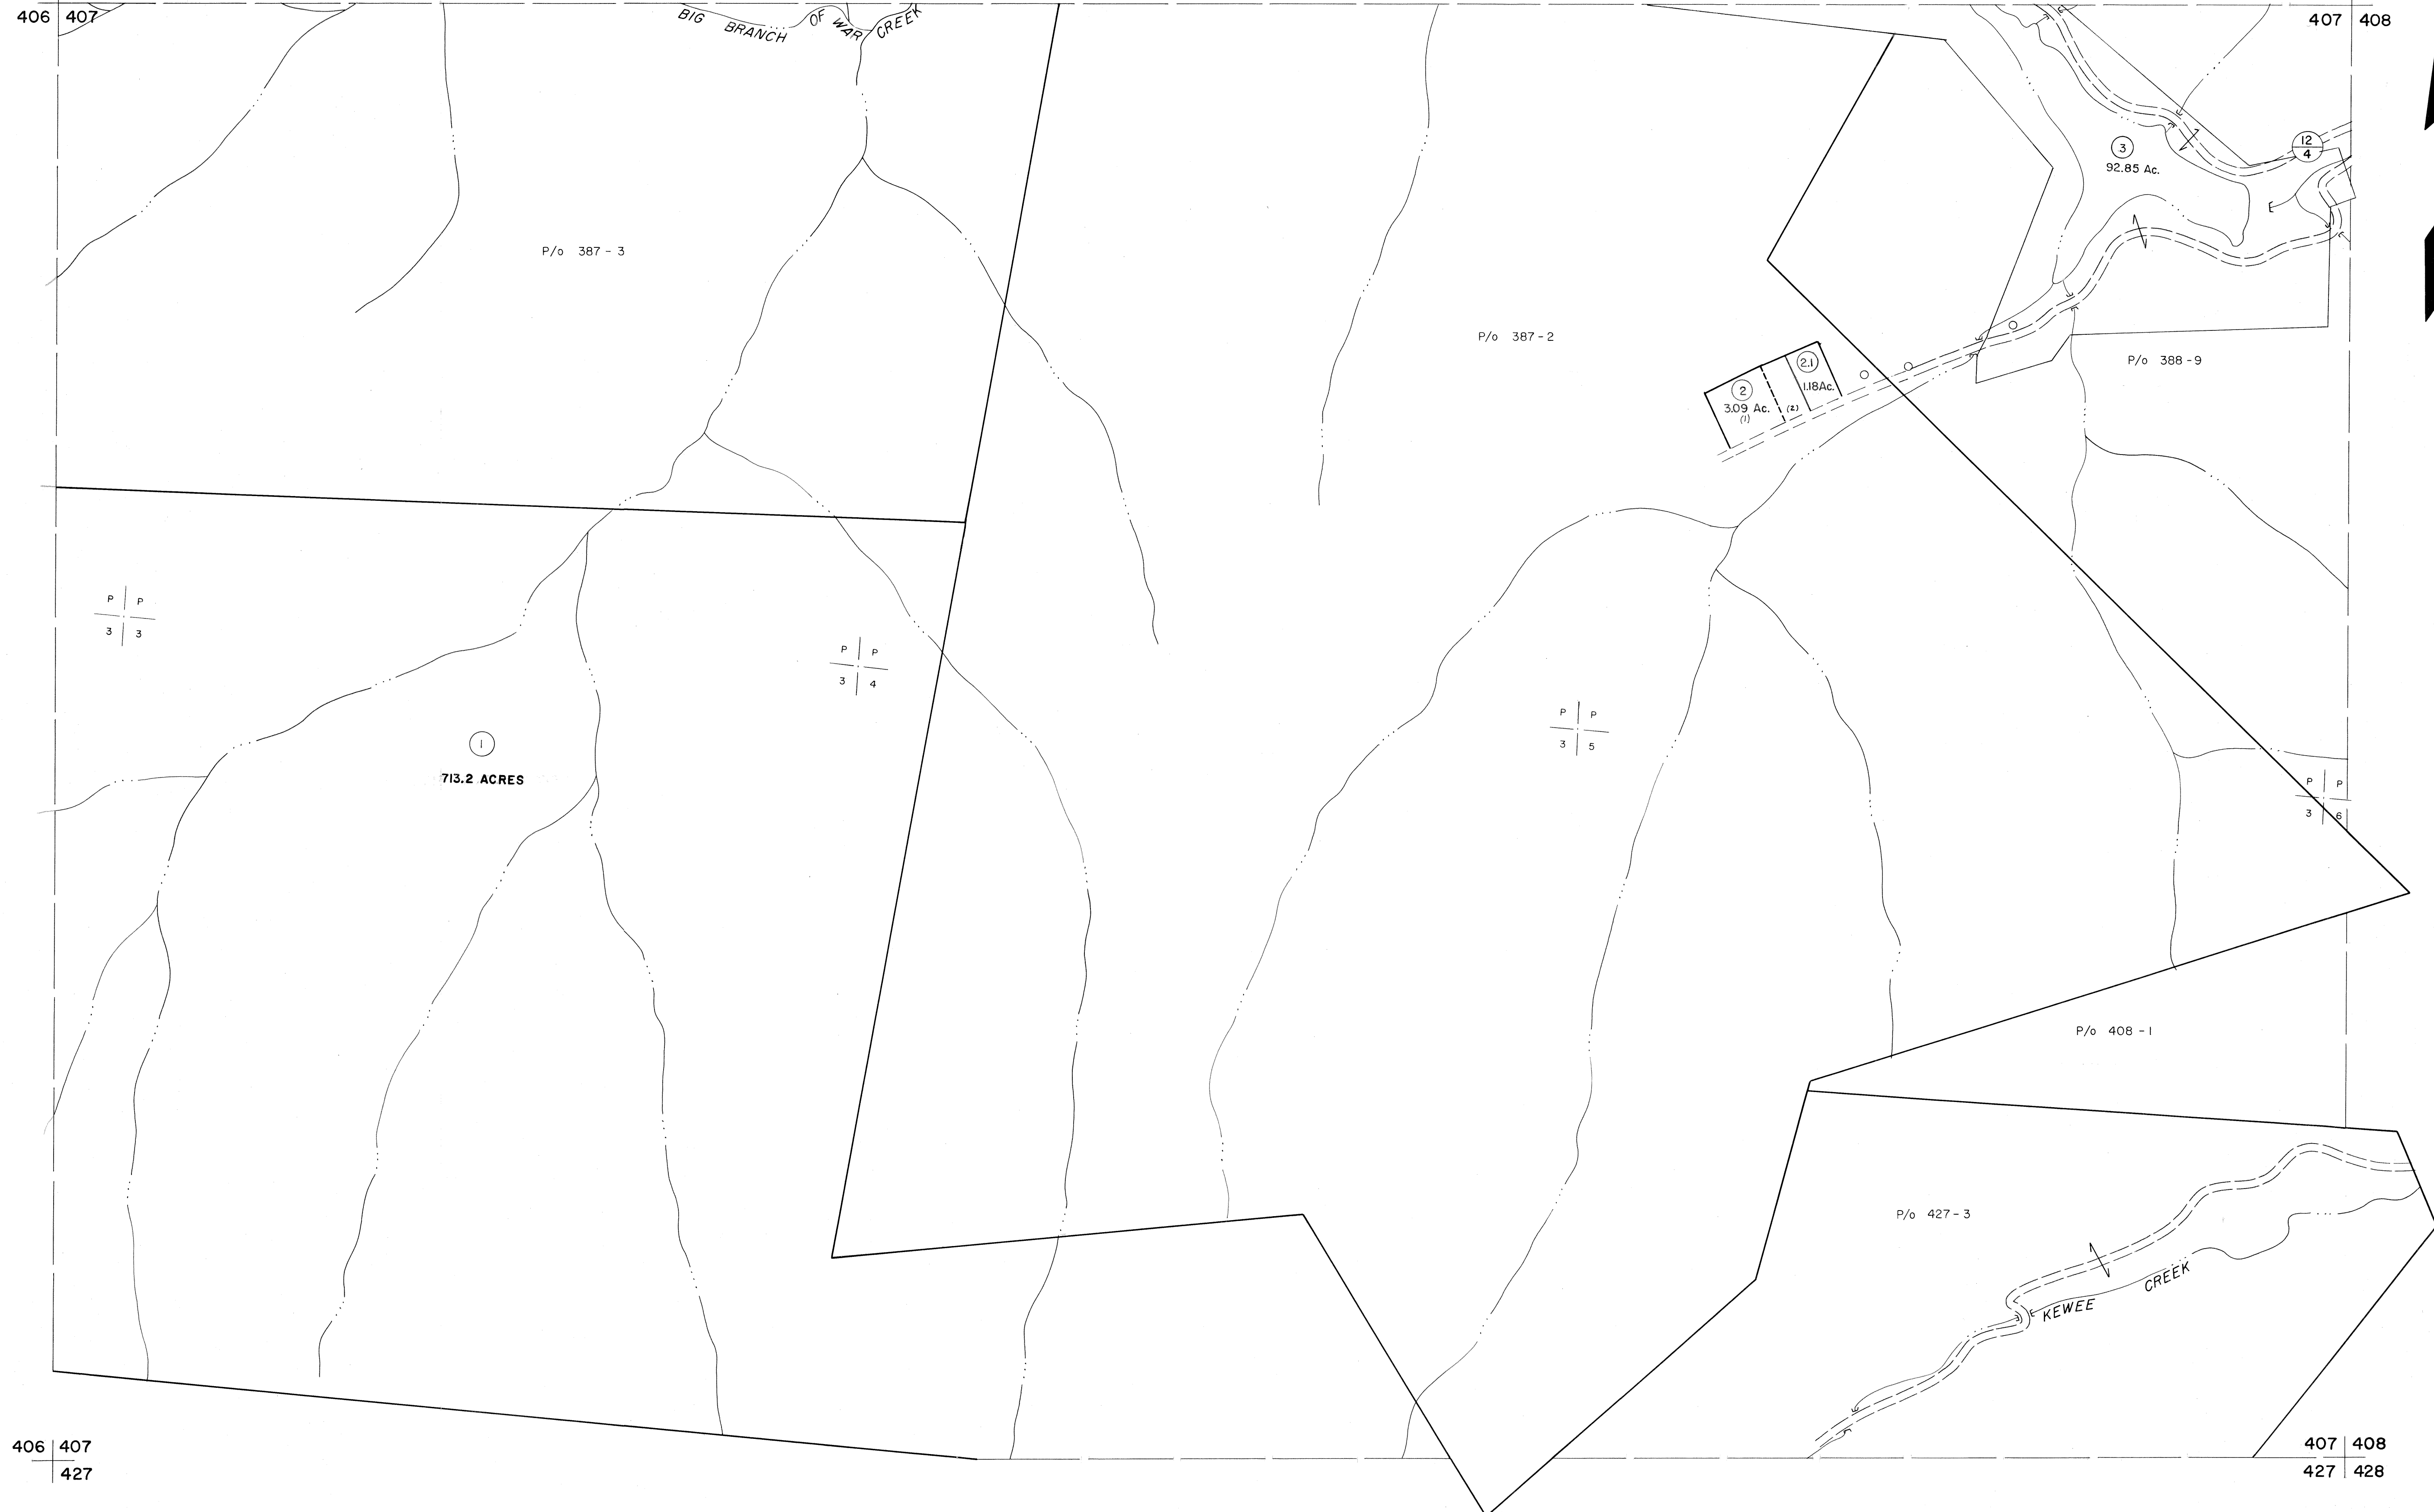 406 407
BIG BRANCH OF WAR CREEK
407 408
12
4
3
92.85 Ac.
P/o 387-3
P/o 387-2
P/o 388-9
2.1
1.18Ac.
2
3.09 Ac.
(1)
(2)
P P
3 3
P P
3 4
P P
3 5
1
713.2 ACRES
P P
3 6
P/o 408-1
P/o 427-3
KEWEE CREEK
406 407
427
407 408
427 428